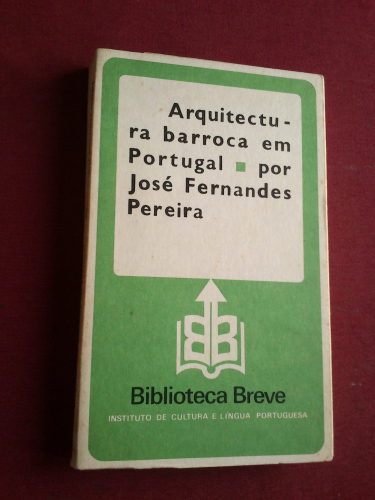 Arquitectu-
ra barroca em
Portugal ▪ por
José Fernandes
Pereira
Biblioteca Breve
INSTITUTO DE CULTURA E LÍNGUA PORTUGUESA